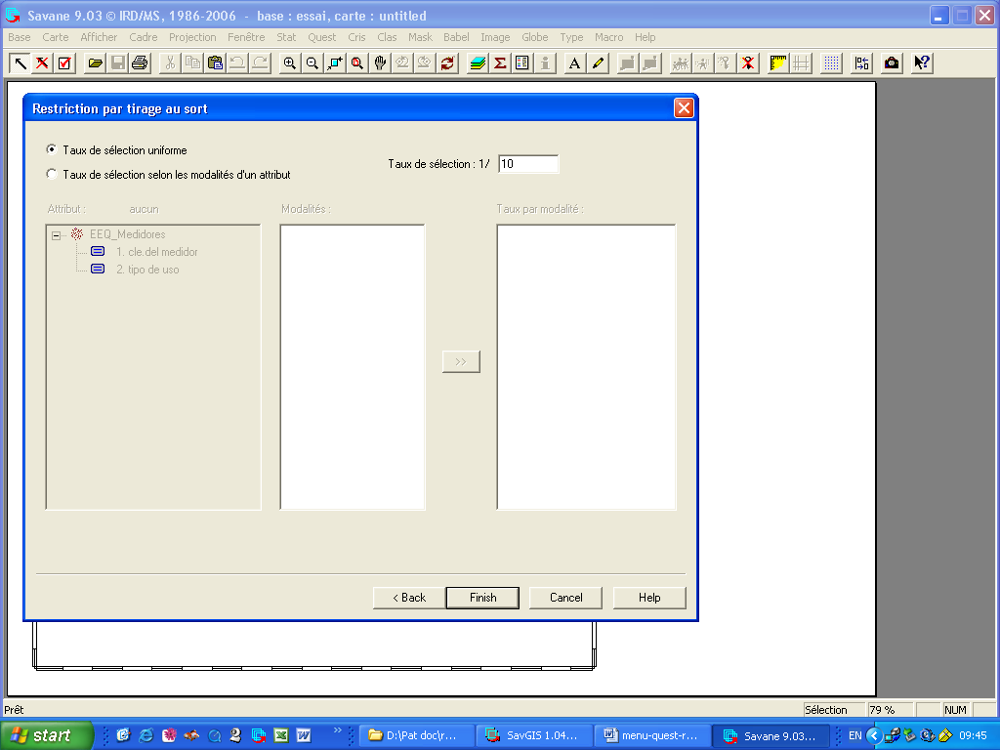 Savane 9.03 © IRD/MS, 1986-2006 - base : essai, carte : untitled
Base Carte Afficher Cadre Projection Fenêtre Stat Quest Cris Clas Mask Babel Image Globe Type Macro Help
Restriction par tirage au sort
Taux de sélection uniforme
Taux de sélection : 1/ 10
Taux de sélection selon les modalités d'un attribut
Attribut : aucun Modalités : Taux par modalité :
EEQ_Medidores
1. cle.del medidor
2. tipo de uso
>>
< Back Finish Cancel Help
Prêt Sélection 79 % NUM
start D:\Pat doc\r... SavGIS 1.04... menu-quest-r... Savane 9.03... EN 09:45